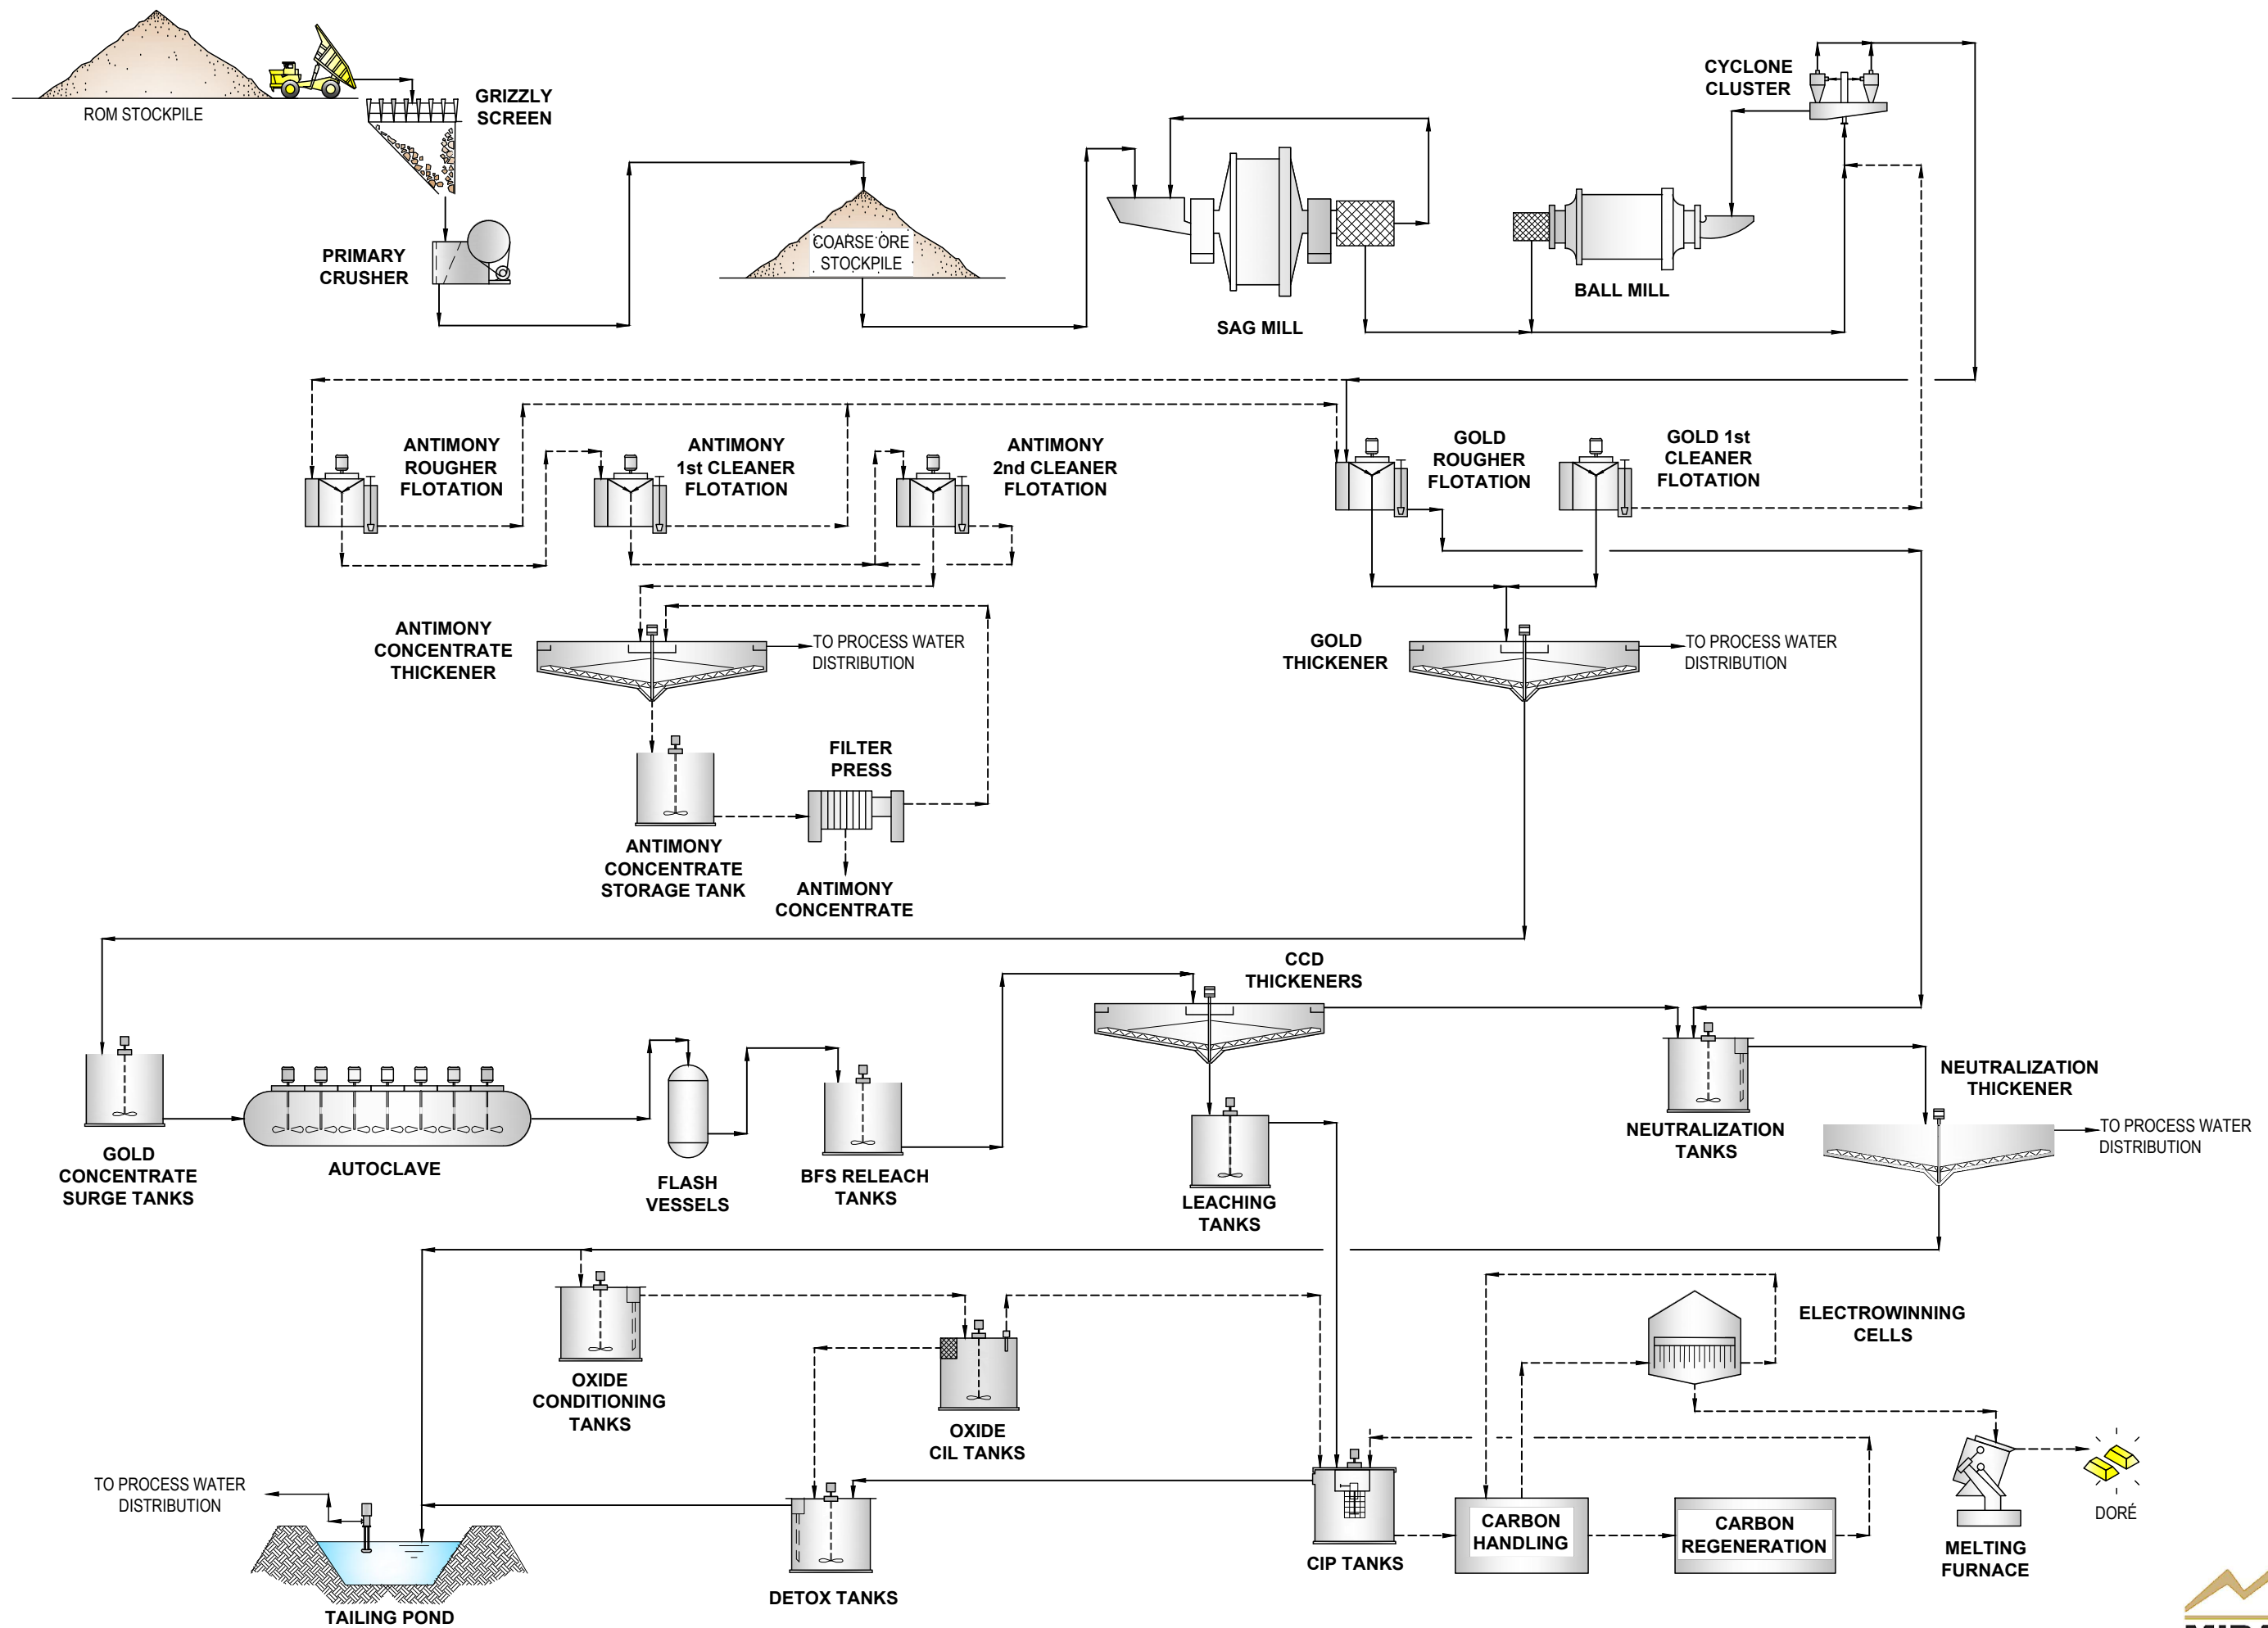 ROM STOCKPILE
GRIZZLY
SCREEN
CYCLONE
CLUSTER
PRIMARY
CRUSHER
COARSE ORE
STOCKPILE
SAG MILL
BALL MILL
ANTIMONY
ROUGHER
FLOTATION
ANTIMONY
1st CLEANER
FLOTATION
ANTIMONY
2nd CLEANER
FLOTATION
GOLD
ROUGHER
FLOTATION
GOLD 1st
CLEANER
FLOTATION
ANTIMONY
CONCENTRATE
THICKENER
TO PROCESS WATER
DISTRIBUTION
GOLD
THICKENER
TO PROCESS WATER
DISTRIBUTION
FILTER
PRESS
ANTIMONY
CONCENTRATE
STORAGE TANK
ANTIMONY
CONCENTRATE
CCD
THICKENERS
GOLD
CONCENTRATE
SURGE TANKS
AUTOCLAVE
FLASH
VESSELS
BFS RELEACH
TANKS
LEACHING
TANKS
NEUTRALIZATION
TANKS
NEUTRALIZATION
THICKENER
TO PROCESS WATER
DISTRIBUTION
OXIDE
CONDITIONING
TANKS
OXIDE
CIL TANKS
ELECTROWINNING
CELLS
TO PROCESS WATER
DISTRIBUTION
TAILING POND
DETOX TANKS
CIP TANKS
CARBON
HANDLING
CARBON
REGENERATION
MELTING
FURNACE
DORÉ